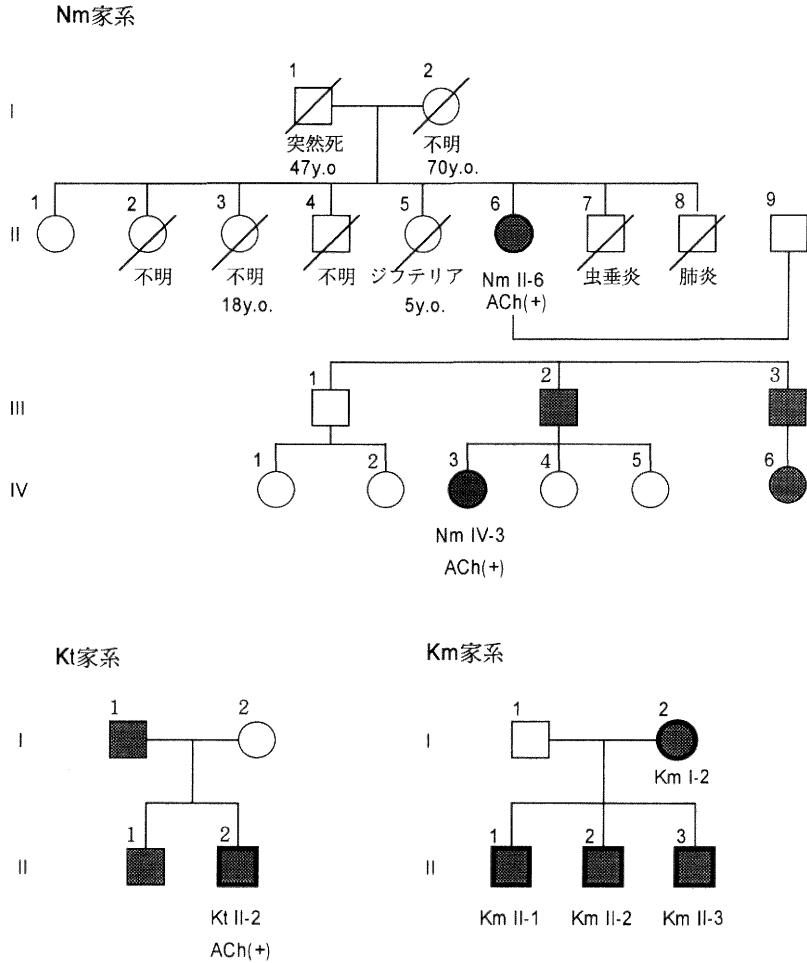 Nm家系
1 2
I
突然死 不明
47y.o 70y.o.
1 2 3 4 5 6 7 8 9
II
不明 不明 不明 ジフテリア Nm II-6 虫垂炎 肺炎
18y.o. 5y.o. ACh(+)
1 2 3
III
1 2 3 4 5 6
IV
Nm IV-3
ACh(+)
Kt家系 Km家系
1 2 1 2
I I
Km I-2
1 2 1 2 3
II II
Kt II-2 Km II-1 Km II-2 Km II-3
ACh(+)